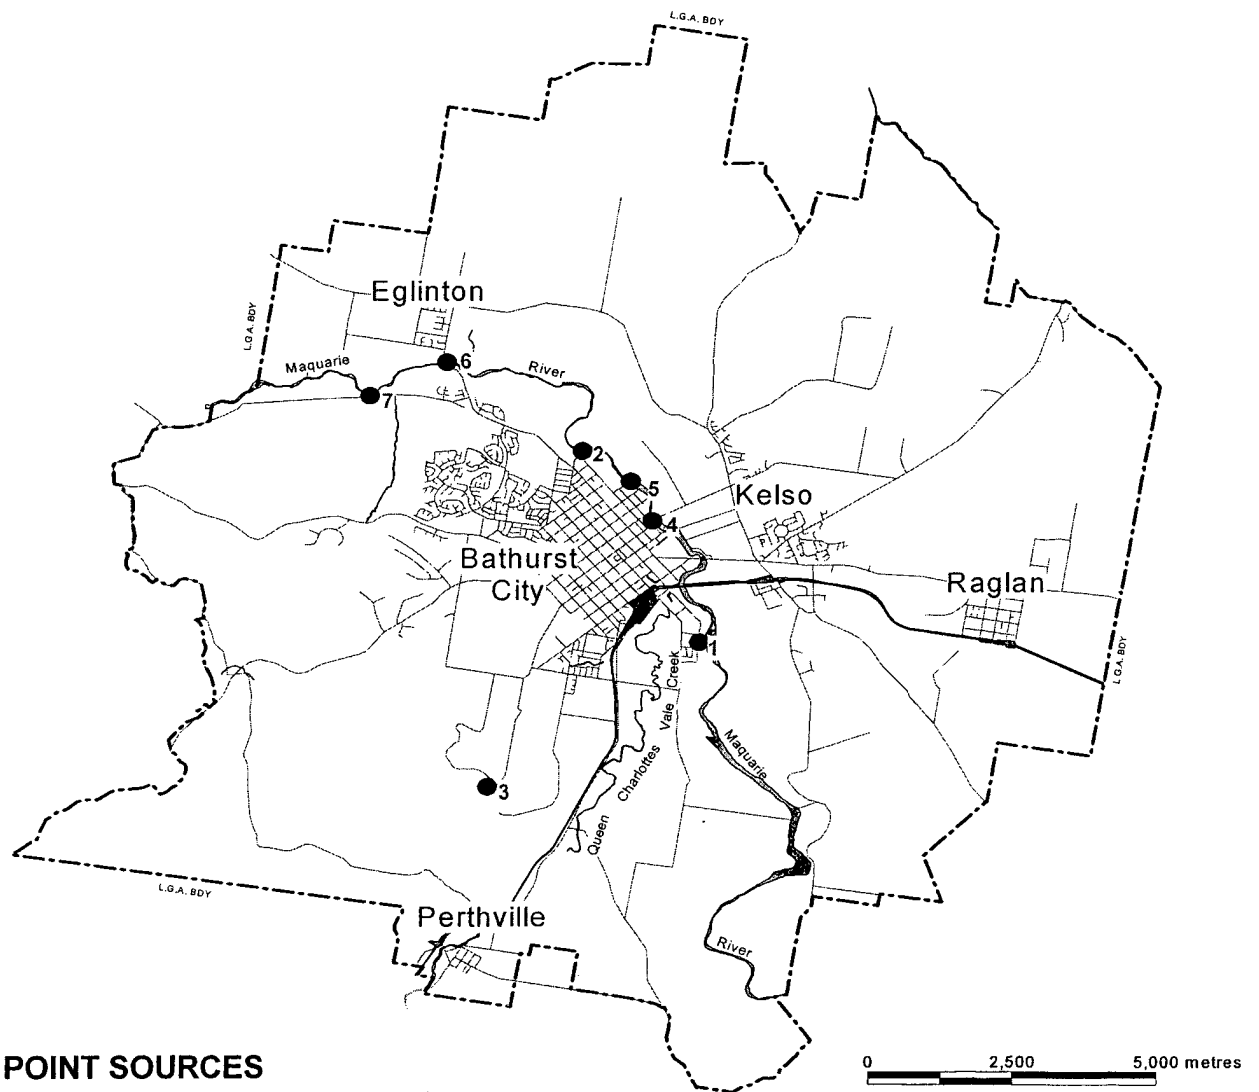 L.G.A. BDY
Eglinton
L.G.A. BDY
Maquarie
River
6
7
2
5
4
Kelso
Bathurst
City
Raglan
1
L.G.A. BDY
Queen Charlottes Vale Creek
Maquarie
3
L.G.A. BDY
Perthville
River
POINT SOURCES
0 2,500 5,000 metres